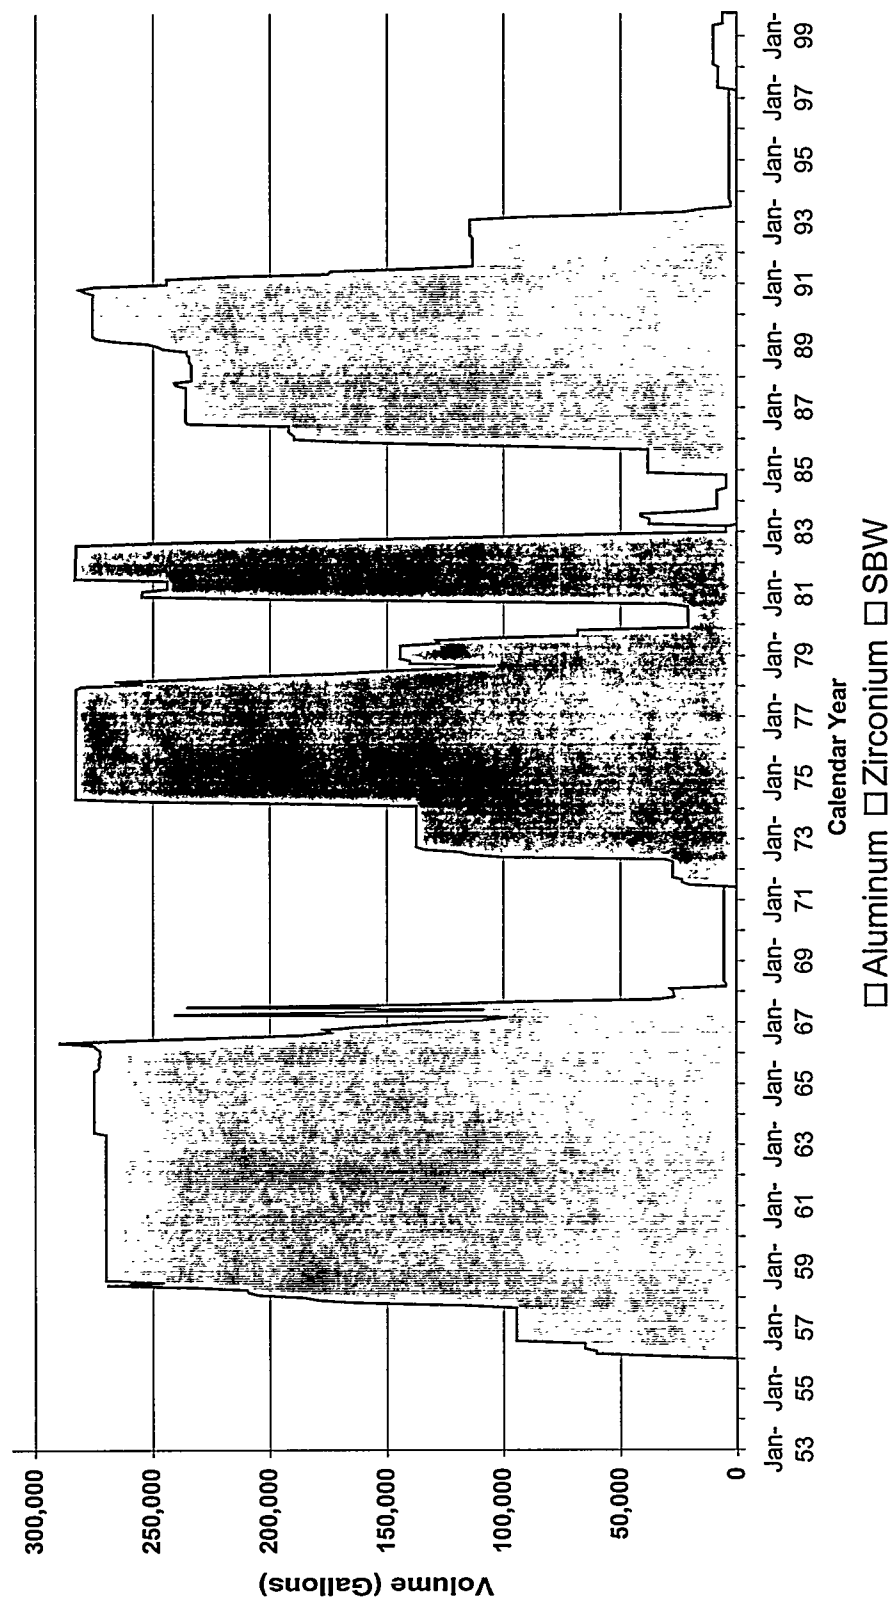 300,000
250,000
200,000
150,000
100,000
50,000
0
Volume (Gallons)
Jan- Jan- Jan- Jan- Jan- Jan- Jan- Jan- Jan- Jan- Jan- Jan- Jan- Jan- Jan- Jan- Jan- Jan- Jan- Jan- Jan- Jan- Jan- Jan-
53 55 57 59 61 63 65 67 69 71 73 75 77 79 81 83 85 87 89 91 93 95 97 99
Calendar Year
Aluminum Zirconium SBW